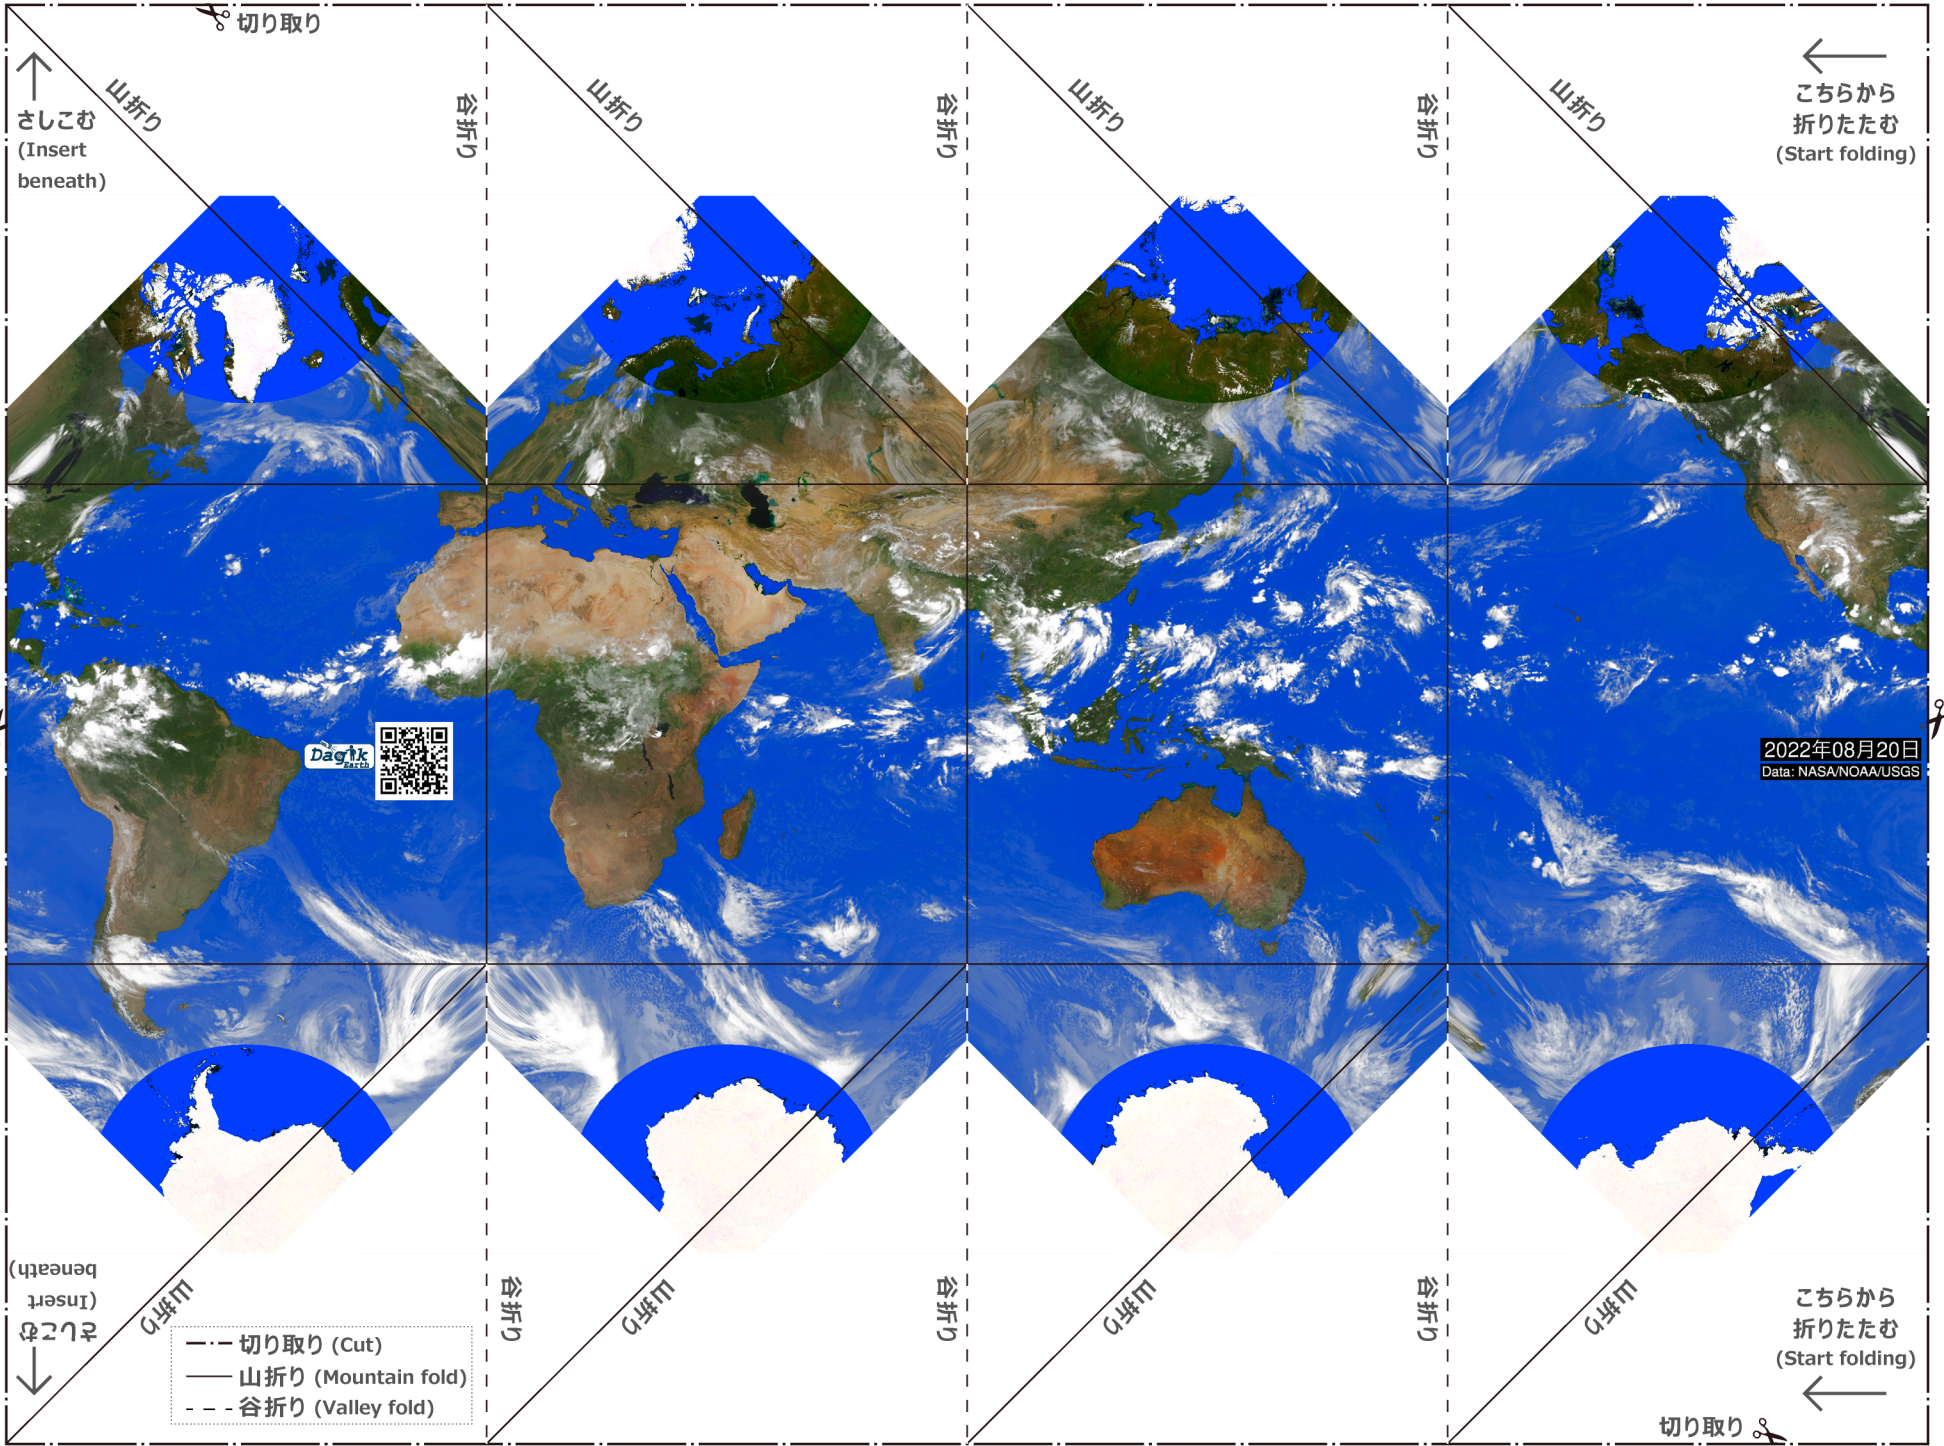 切り取り
山折り
谷折り
山折り
谷折り
山折り
谷折り
山折り
さしこむ
(Insert
beneath)
こちらから
折りたたむ
(Start folding)
Dagik
Earth
2022年08月20日
Data: NASA/NOAA/USGS
さしこむ
(Insert
beneath)
山折り
谷折り
山折り
谷折り
山折り
谷折り
山折り
こちらから
折りたたむ
(Start folding)
切り取り (Cut)
山折り (Mountain fold)
谷折り (Valley fold)
切り取り